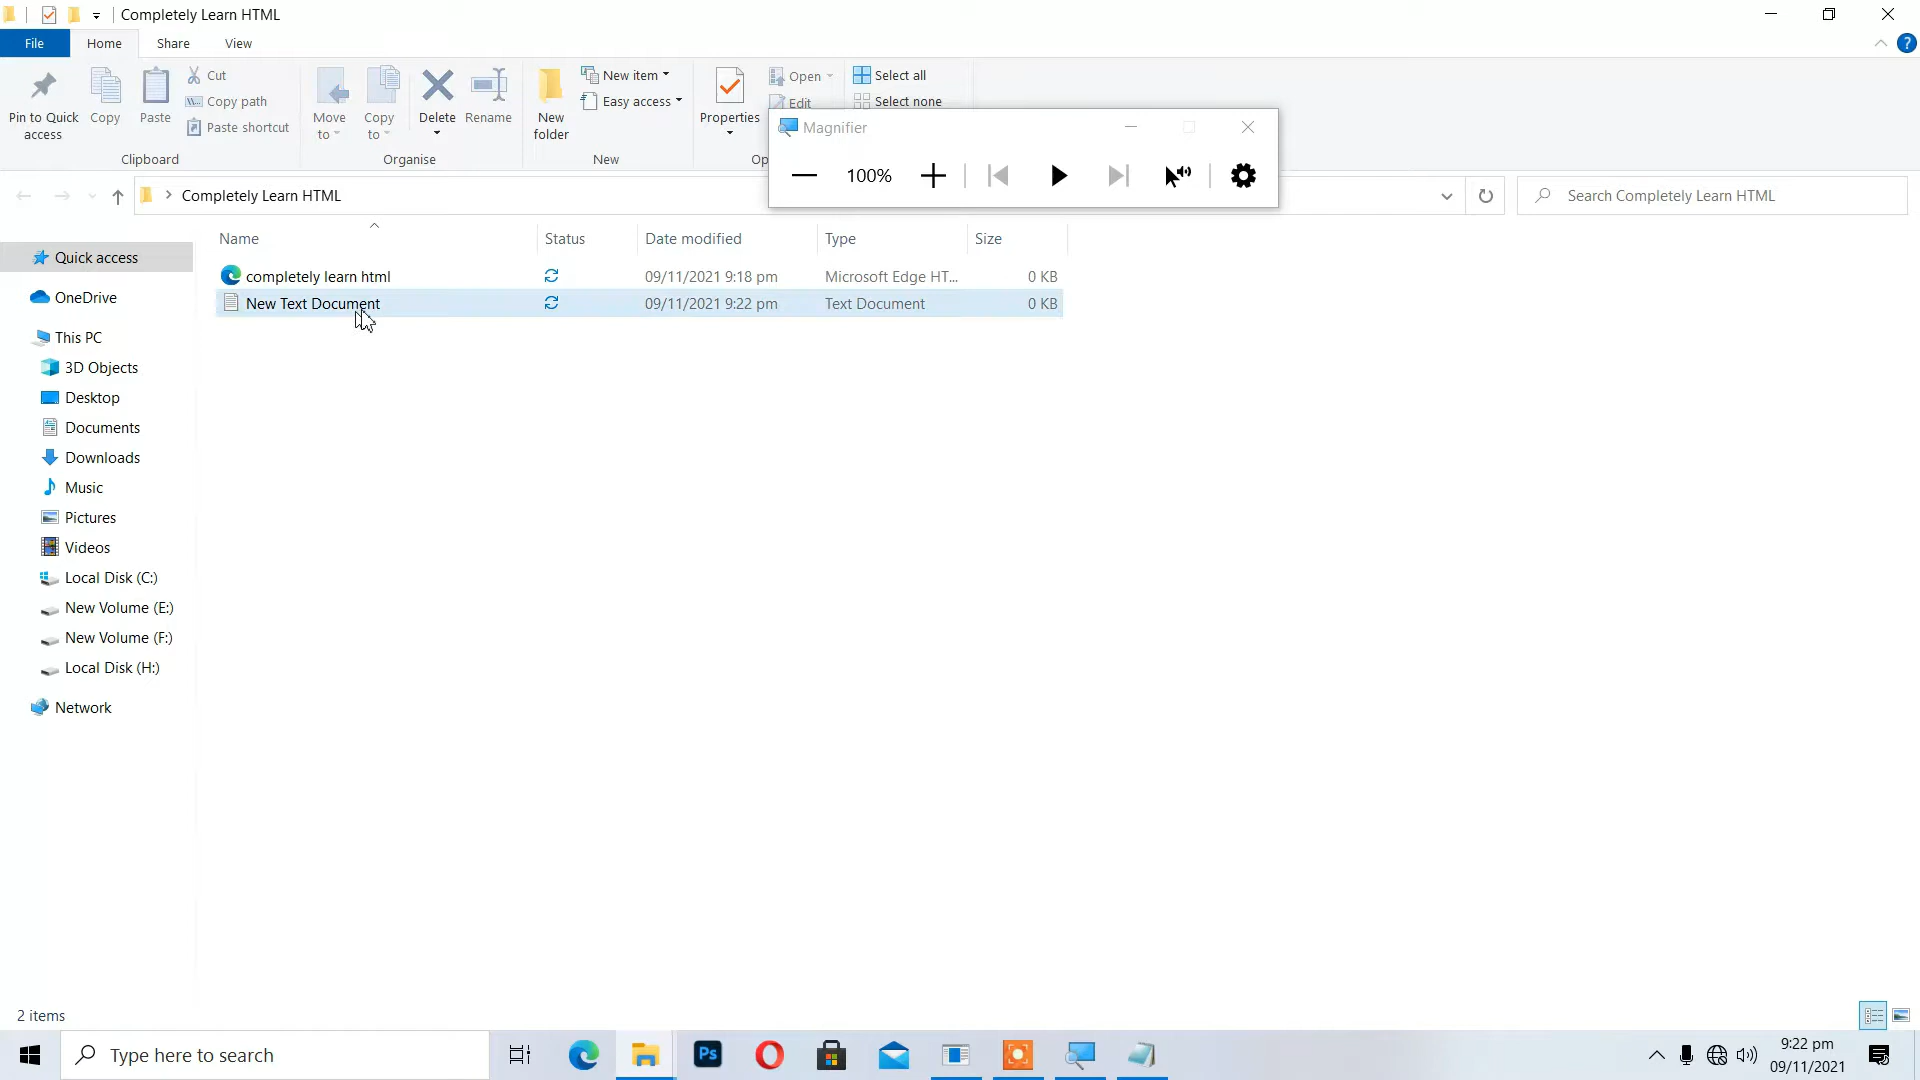 Completely Learn HTML
File Home Share View
Pin to Quick access
Copy
Paste
Cut
Copy path
Paste shortcut
Clipboard
Move to
Copy to
Delete
Rename
Organise
New folder
New item
Easy access
New
Properties
Open
Edit
Op
Select all
Select none
Magnifier
100%
Completely Learn HTML
Search Completely Learn HTML
Name Status Date modified Type Size
completely learn html 09/11/2021 9:18 pm Microsoft Edge HT... 0 KB
New Text Document 09/11/2021 9:22 pm Text Document 0 KB
Quick access
OneDrive
This PC
3D Objects
Desktop
Documents
Downloads
Music
Pictures
Videos
Local Disk (C:)
New Volume (E:)
New Volume (F:)
Local Disk (H:)
Network
2 items
Type here to search
Ps
9:22 pm
09/11/2021